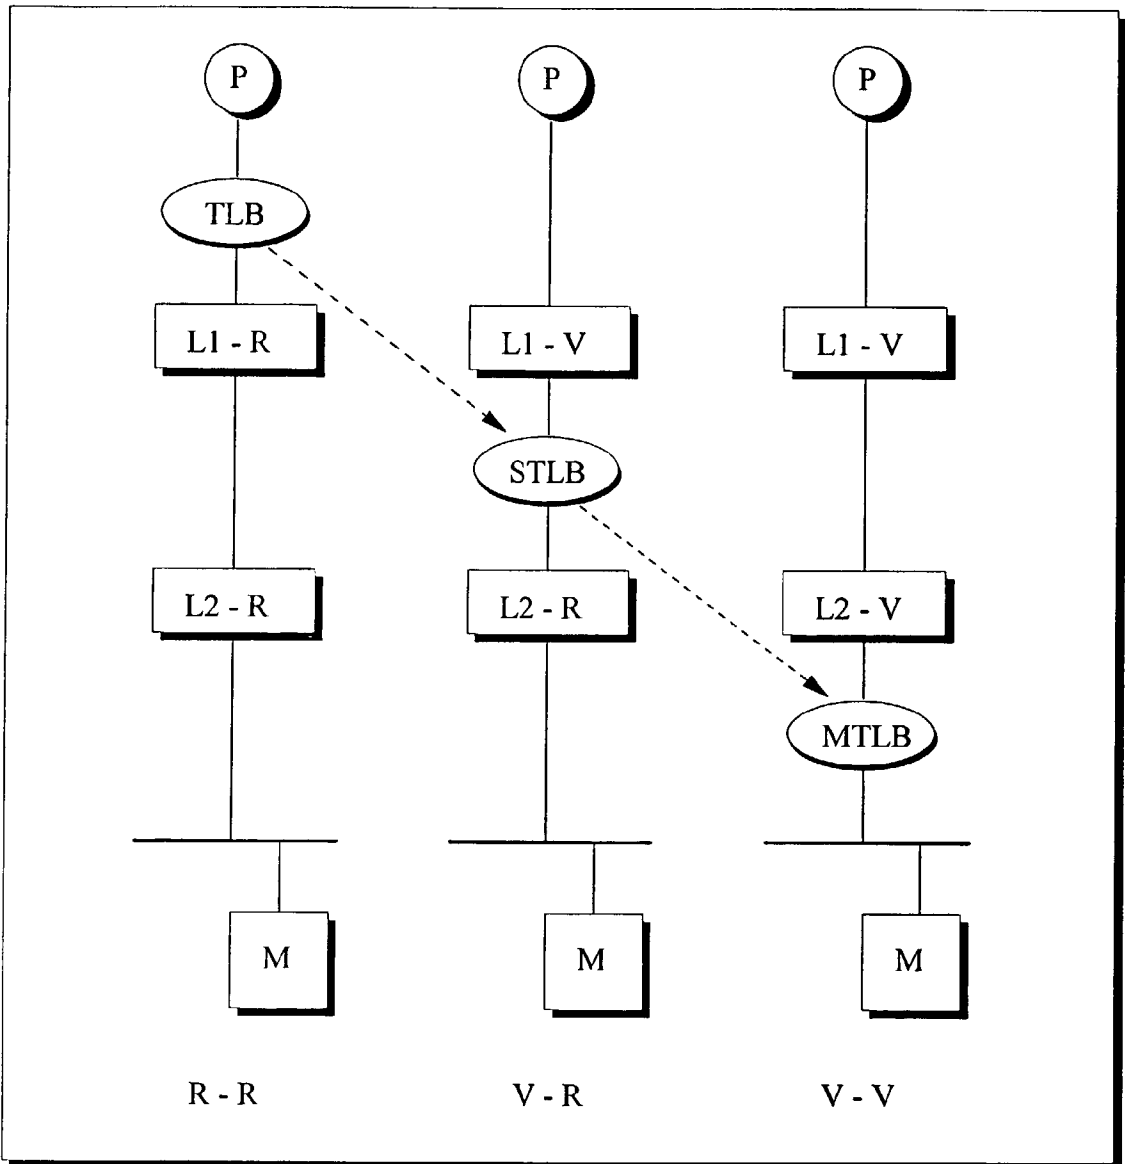 P P P
TLB
L1 - R L1 - V L1 - V
STLB
L2 - R L2 - R L2 - V
MTLB
M M M
R - R V - R V - V